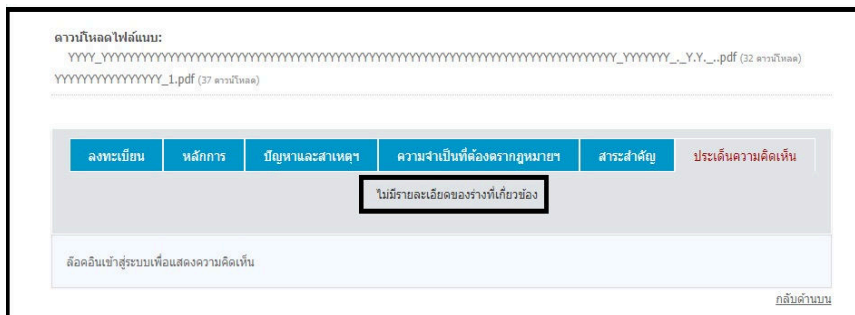 ดาวน์โหลดไฟล์แนบ:
YYYY_YYYYYYYYYYYYYYYYYYYYYYYYYYYYYYYYYYYYYYYYYYYYYYYYYYYYYYYYYYYYYYYYYYYYYY_YYYYYYY_._Y.Y._..pdf (32 ดาวน์โหลด)
YYYYYYYYYYYYYYYY_1.pdf (37 ดาวน์โหลด)
ลงทะเบียน หลักการ ปัญหาและสาเหตุฯ ความจำเป็นที่ต้องตรากฎหมายฯ สาระสำคัญ ประเด็นความคิดเห็น
ไม่มีรายละเอียดของร่างที่เกี่ยวข้อง
ล๊อคอินเข้าสู่ระบบเพื่อแสดงความคิดเห็น
กลับด้านบน